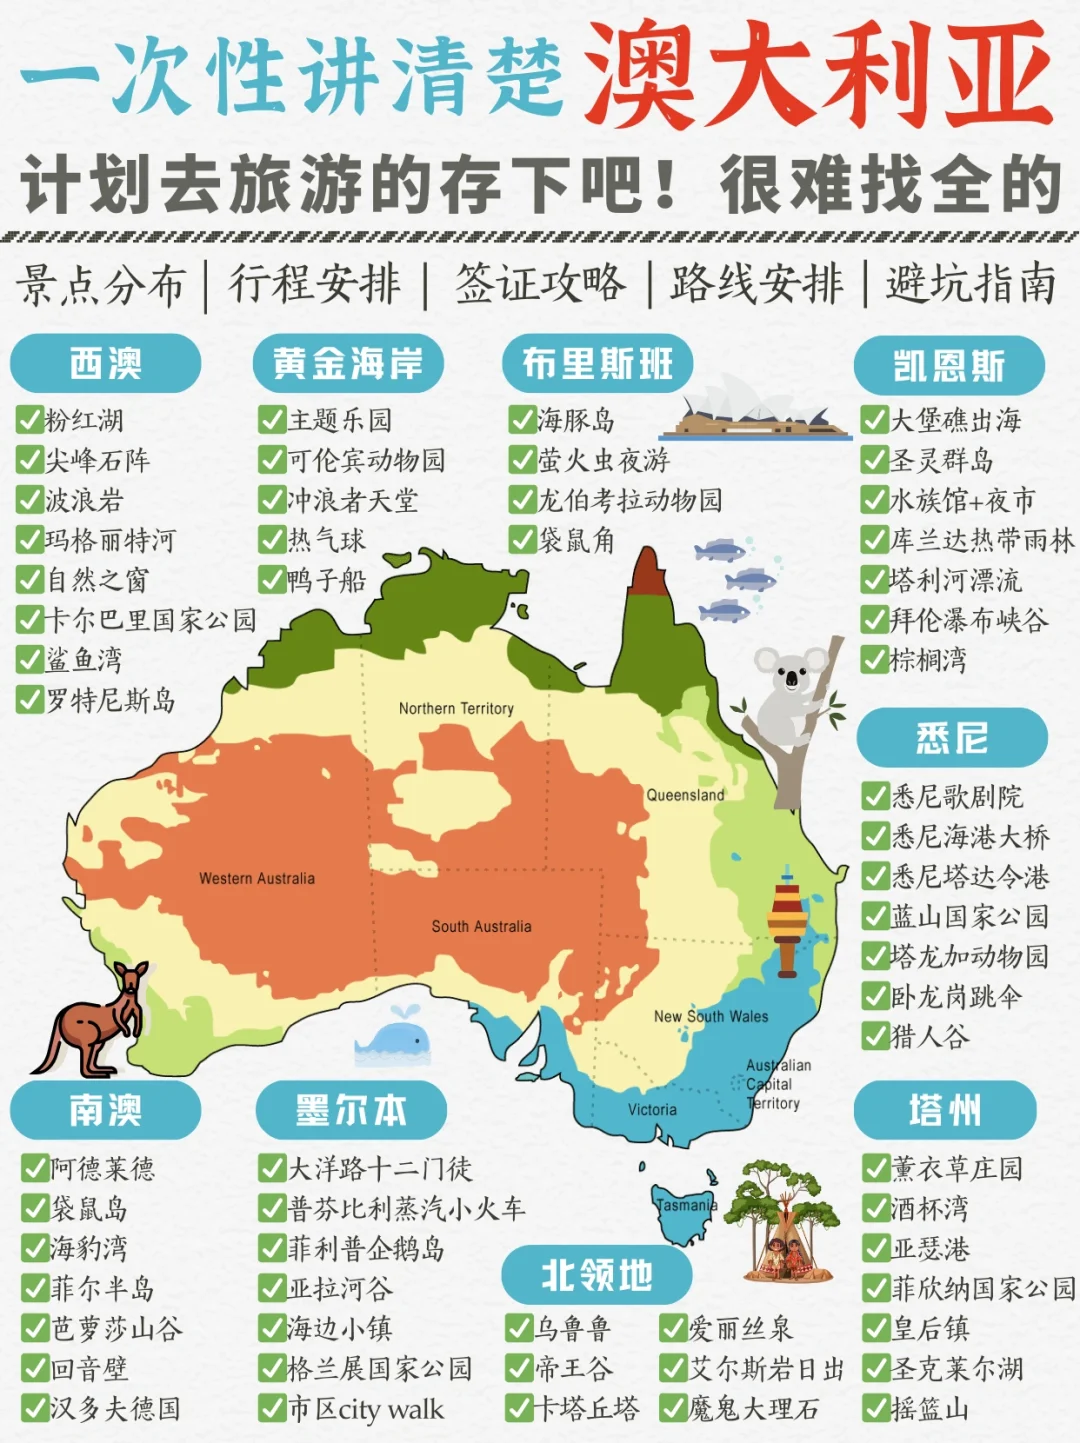 一次性讲清楚 澳大利亚
计划去旅游的存下吧！很难找全的
景点分布|行程安排|签证攻略|路线安排|避坑指南
西澳
粉红湖
尖峰石阵
波浪岩
玛格丽特河
自然之窗
卡尔巴里国家公园
鲨鱼湾
罗特尼斯岛
黄金海岸
主题乐园
可伦宾动物园
冲浪者天堂
热气球
鸭子船
布里斯班
海豚岛
萤火虫夜游
龙伯考拉动物园
袋鼠角
凯恩斯
大堡礁出海
圣灵群岛
水族馆+夜市
库兰达热带雨林
塔利河漂流
拜伦瀑布峡谷
棕榈湾
Northern Territory
Queensland
Western Australia
South Australia
New South Wales
Australian
Capital
Territory
Victoria
Tasmania
悉尼
悉尼歌剧院
悉尼海港大桥
悉尼塔达令港
蓝山国家公园
塔龙加动物园
卧龙岗跳伞
猎人谷
南澳
阿德莱德
袋鼠岛
海豹湾
菲尔半岛
芭萝莎山谷
回音壁
汉多夫德国
墨尔本
大洋路十二门徒
普芬比利蒸汽小火车
菲利普企鹅岛
亚拉河谷
海边小镇
格兰展国家公园
市区city walk
北领地
乌鲁鲁
帝王谷
卡塔丘塔
爱丽丝泉
艾尔斯岩日出
魔鬼大理石
塔州
薰衣草庄园
酒杯湾
亚瑟港
菲欣纳国家公园
皇后镇
圣克莱尔湖
摇篮山